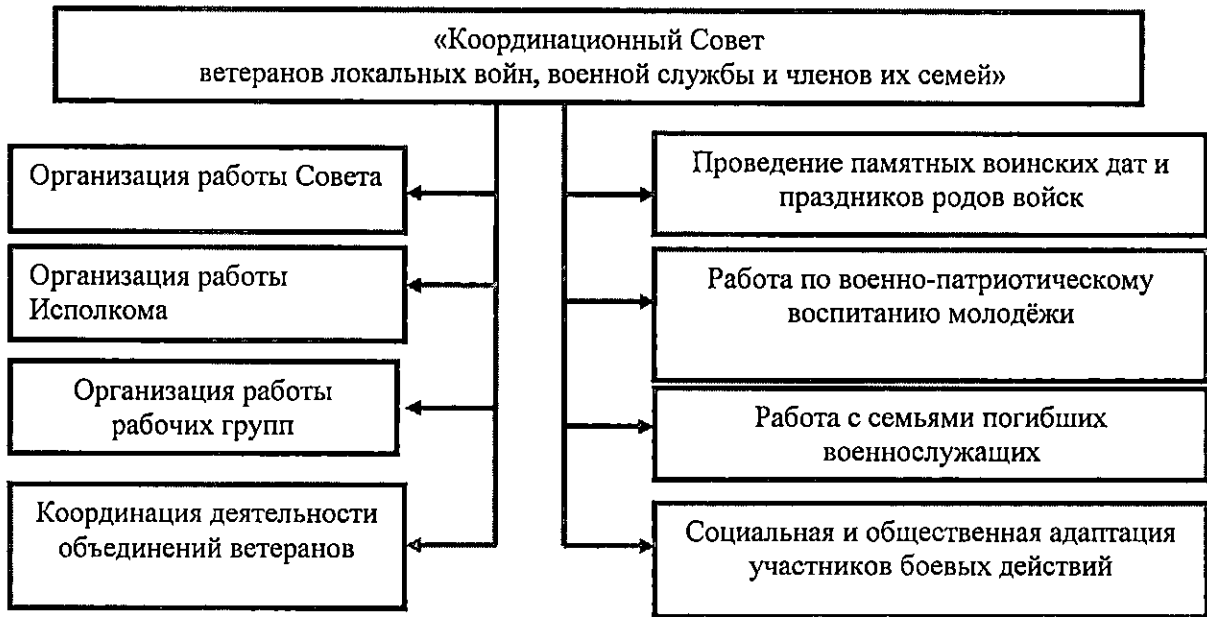 «Координационный Совет
ветеранов локальных войн, военной службы и членов их семей»
Организация работы Совета
Организация работы
Исполкома
Организация работы
рабочих групп
Координация деятельности
объединений ветеранов
Проведение памятных воинских дат и
праздников родов войск
Работа по военно-патриотическому
воспитанию молодёжи
Работа с семьями погибших
военнослужащих
Социальная и общественная адаптация
участников боевых действий